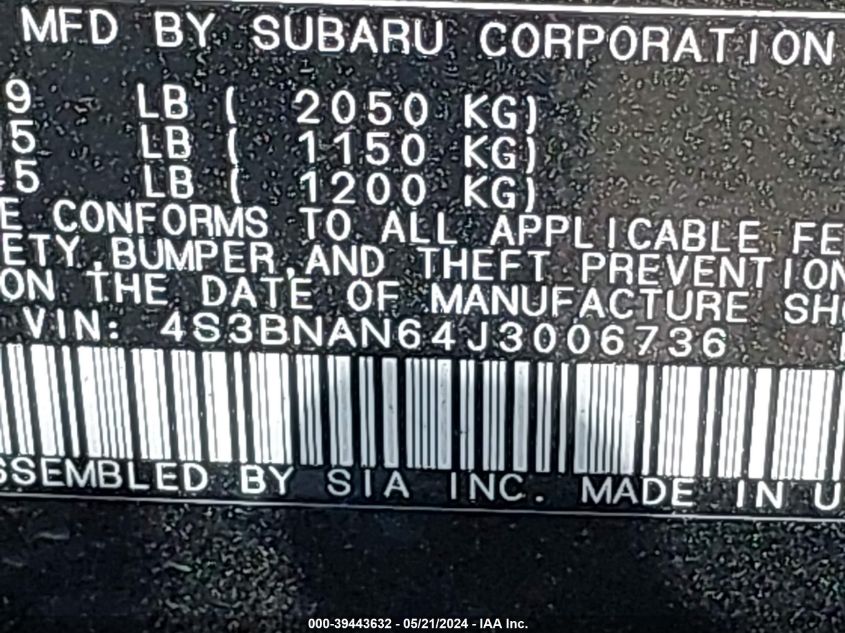 MFD BY SUBARU CORPORATION
9 LB ( 2050 KG)
5 LB ( 1150 KG)
5 LB ( 1200 KG)
E CONFORMS TO ALL APPLICABLE FE
ETY,BUMPER,AND THEFT PREVENTION
ON THE DATE OF MANUFACTURE SHO
VIN: 4S3BNAN64J3006736
SSEMBLED BY SIA INC. MADE IN U
000-39443632 - 05/21/2024 - IAA Inc.